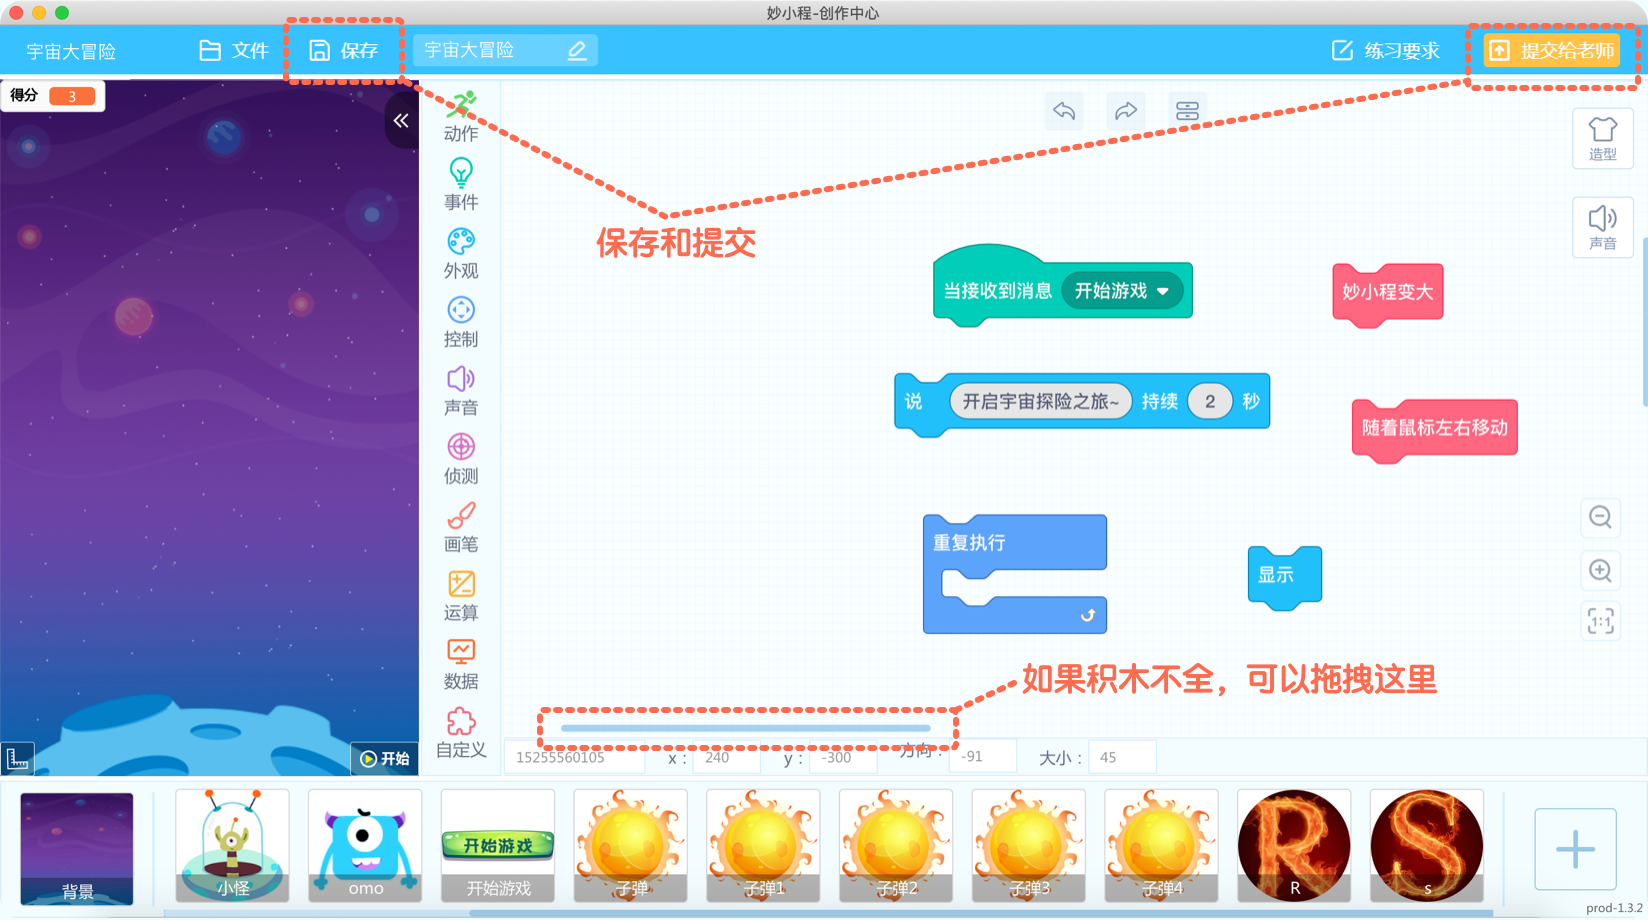 妙小程-创作中心
宇宙大冒险
文件
保存
宇宙大冒险
练习要求
提交给老师
得分 3
动作
事件
外观
控制
声音
侦测
画笔
运算
数据
自定义
造型
声音
保存和提交
当接收到消息 开始游戏
妙小程变大
说 开启宇宙探险之旅~ 持续 2 秒
随着鼠标左右移动
重复执行
显示
1:1
如果积木不全，可以拖拽这里
开始
15255560105 x : 240 y : -300 方向 : -91 大小 : 45
背景
小怪
omo
开始游戏
开始游戏
子弹
子弹1
子弹2
子弹3
子弹4
R
R
S
s
prod-1.3.2